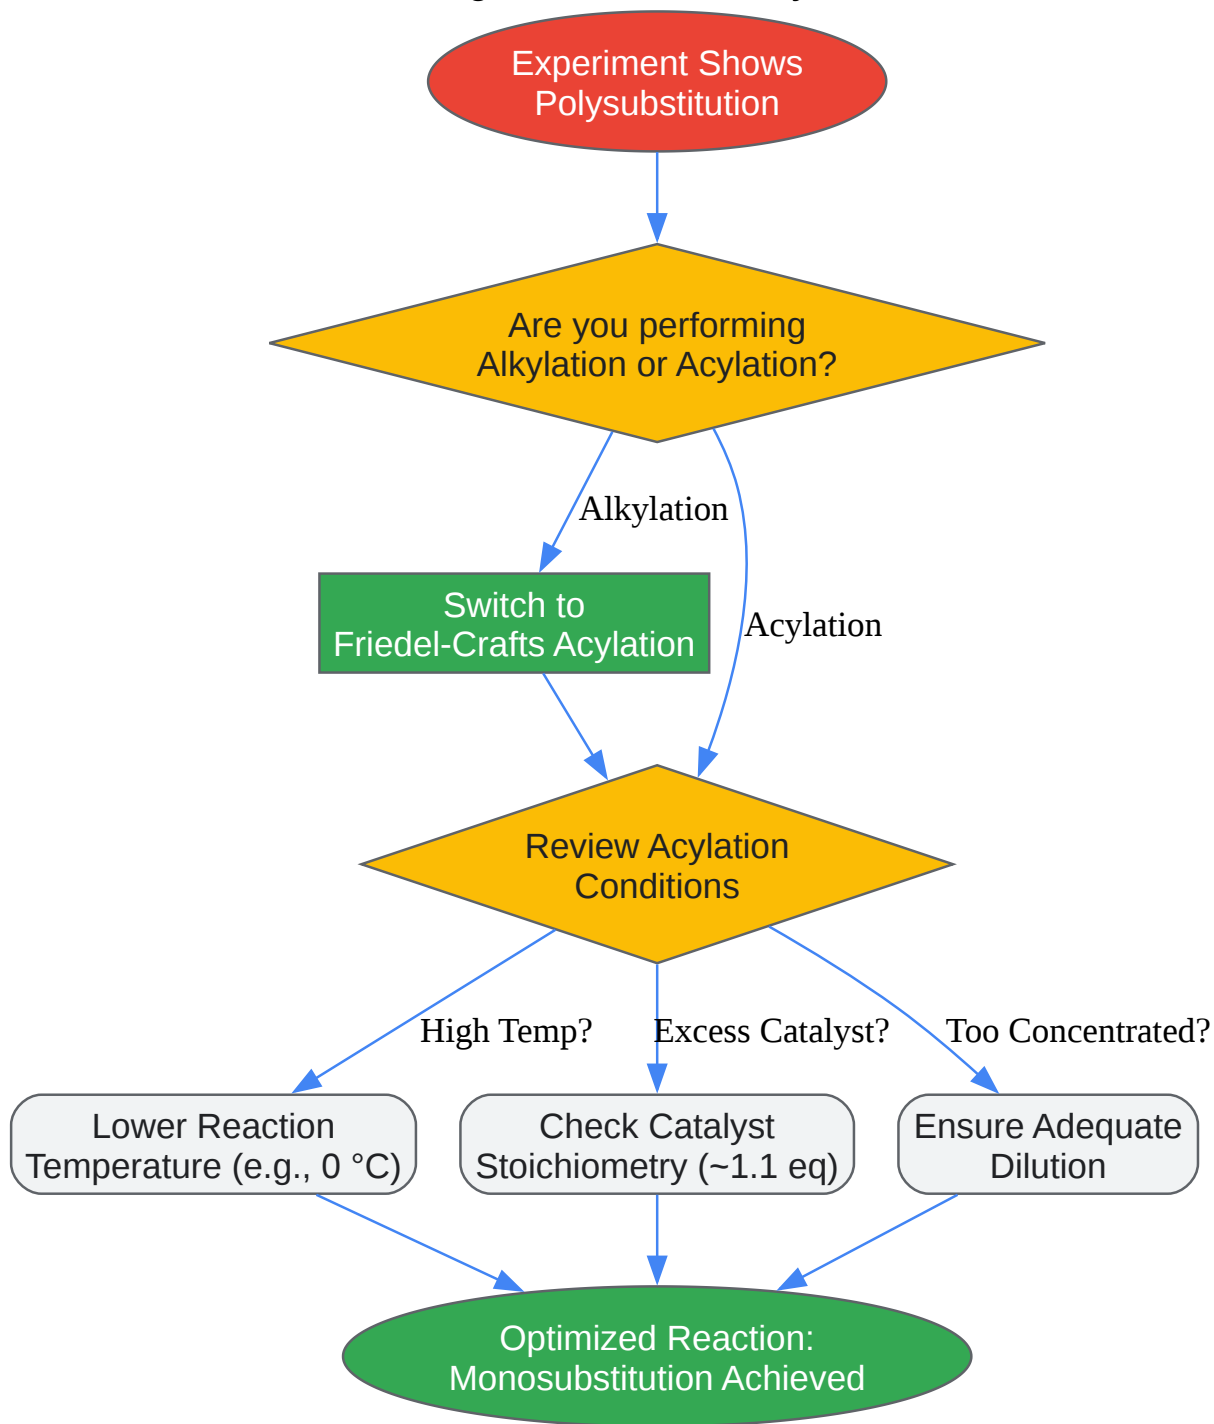 Experiment Shows
Polysubstitution
Are you performing
Alkylation or Acylation?
Alkylation
Switch to
Friedel-Crafts Acylation
Acylation
Review Acylation
Conditions
High Temp?
Excess Catalyst?
Too Concentrated?
Lower Reaction
Temperature (e.g., 0 °C)
Check Catalyst
Stoichiometry (~1.1 eq)
Ensure Adequate
Dilution
Optimized Reaction:
Monosubstitution Achieved